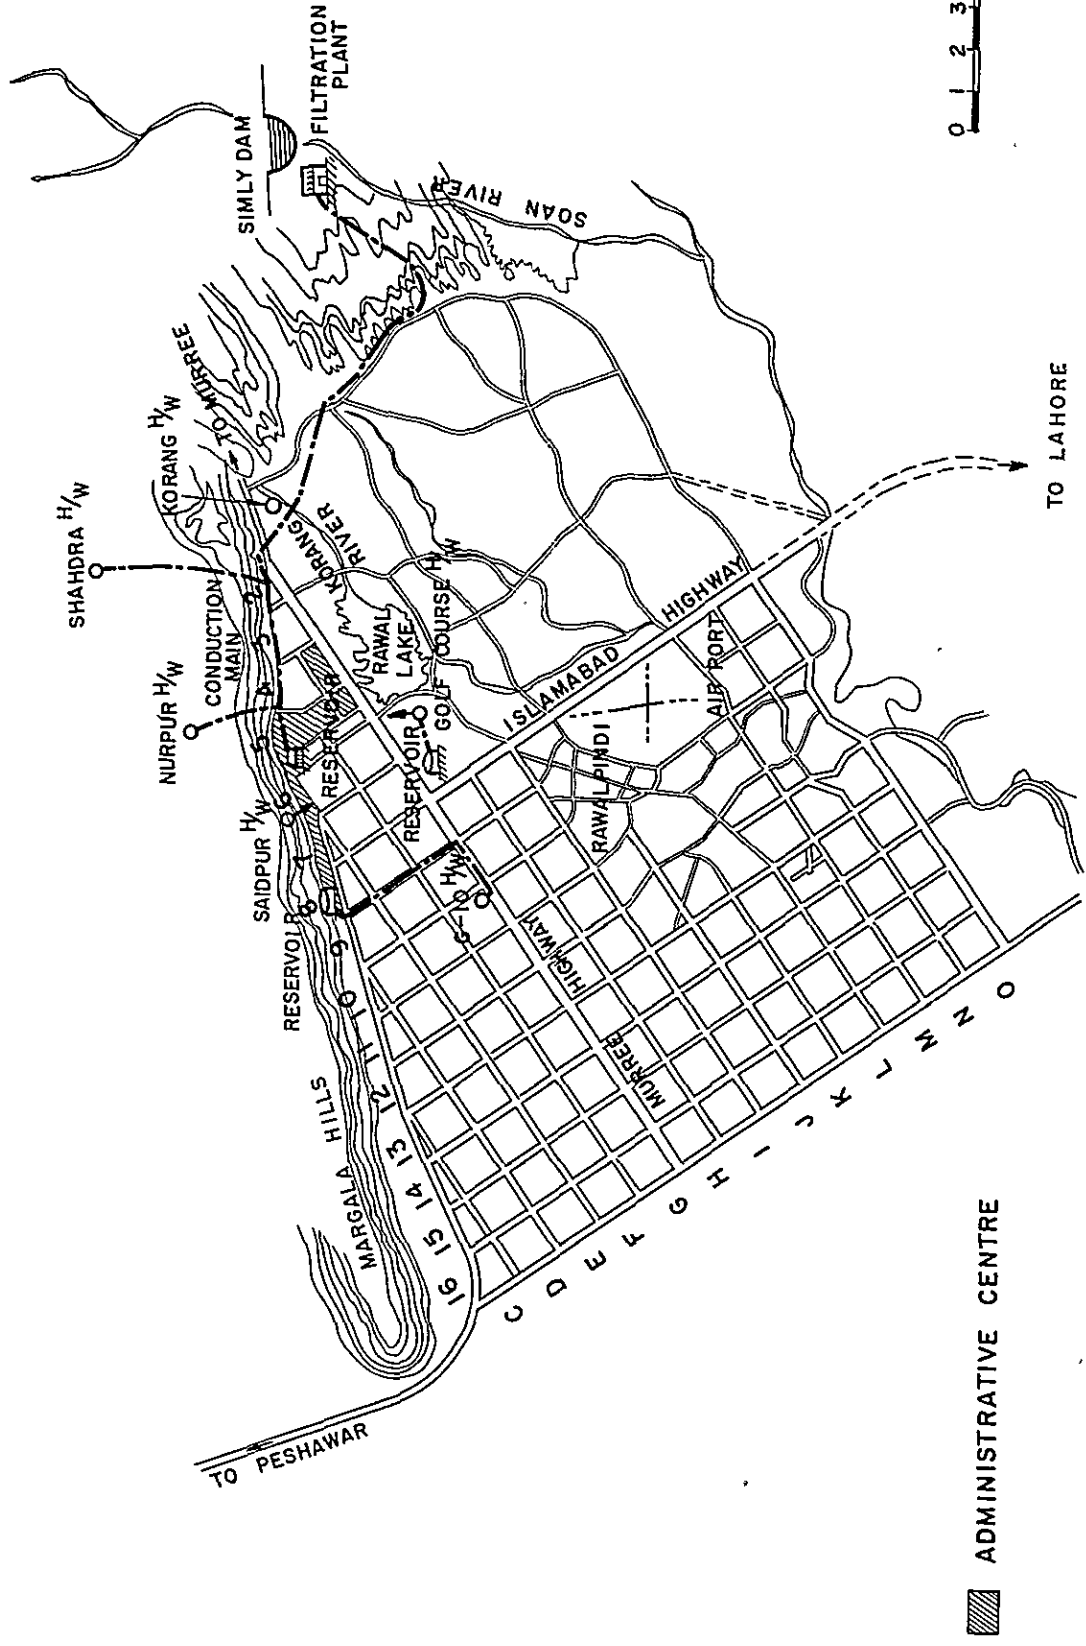 SIMLY DAM
FILTRATION
PLANT
SOAN RIVER
TO MURREE
KORANG H/W
SHAHDRA H/W
KORANG
RIVER
CONDUCTION
MAIN
NURPUR H/W
RAWAL
LAKE
GOLF COURSE H/W
RESERVOIR
RESERVOIR
SAIDPUR H/W
RESERVOIR
G-10 H/W
ISLAMABAD HIGHWAY
AIR PORT
RAWALPINDI
MURREE HIGHWAY
MARGALA HILLS
2 3 4 5 6 7 8 9 10 11 12 13 14 15 16
C D E F G H I J K L M N O
TO PESHAWAR
TO LAHORE
0 1 2 3
ADMINISTRATIVE CENTRE